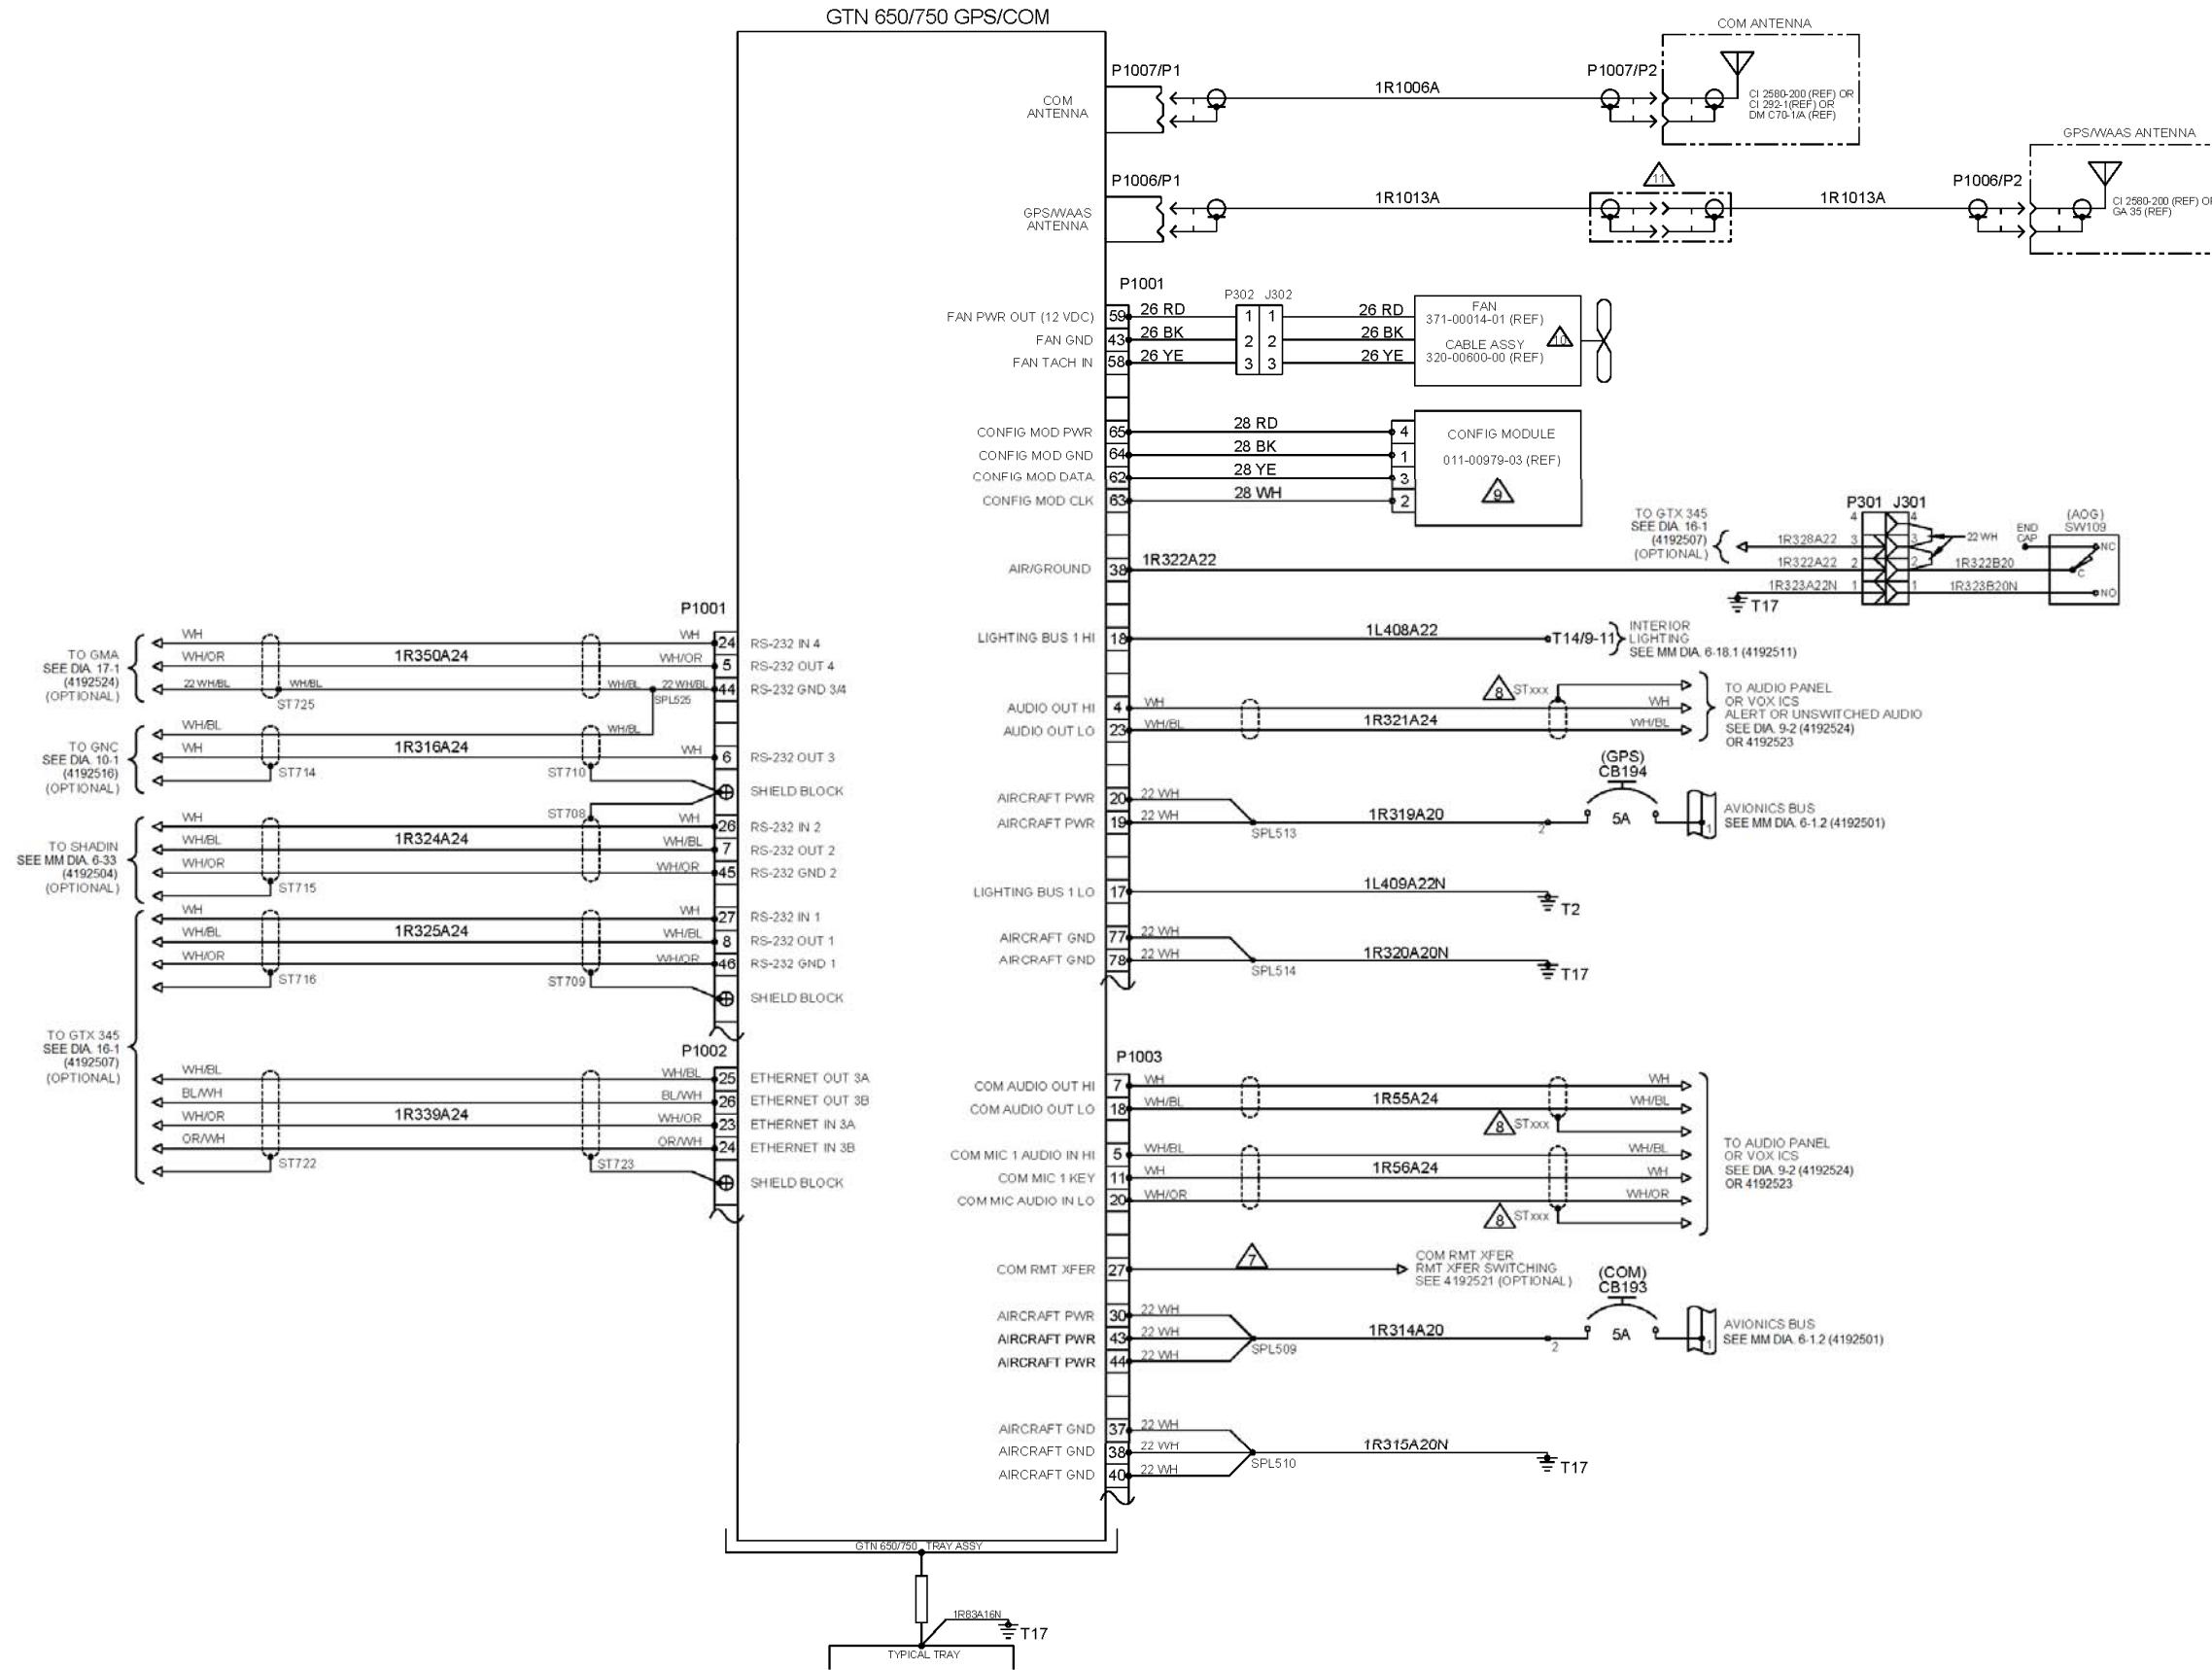 GTN 650/750 GPS/COM
COM ANTENNA
P1007/P1
P1007/P2
COM
ANTENNA
1R1006A
CI 2580-200 (REF) OR
CI 292-1(REF) OR
DM C70-1/A (REF)
GPS/WAAS ANTENNA
P1006/P1
11
P1006/P2
GPS/WAAS
ANTENNA
1R1013A
1R1013A
CI 2580-200 (REF) OR
GA 35 (REF)
P1001
P302 J302
FAN PWR OUT (12 VDC) 59 26 RD 1 1 26 RD
FAN GND 43 26 BK 2 2 26 BK
FAN TACH IN 58 26 YE 3 3 26 YE
FAN
371-00014-01 (REF)
CABLE ASSY
320-00600-00 (REF)
10
CONFIG MOD PWR 65 28 RD 4
CONFIG MOD GND 64 28 BK 1
CONFIG MOD DATA 62 28 YE 3
CONFIG MOD CLK 63 28 WH 2
CONFIG MODULE
011-00979-03 (REF)
9
TO GTX 345
SEE DIA. 16-1
(4192507)
(OPTIONAL)
P301 J301
4 4
1R328A22 3 3 22 WH
1R322A22 2 2 1R322B20
1R323A22N 1 1 1R323B20N
T17
END
CAP
(AOG)
SW109
NC
C
NO
AIR/GROUND 38 1R322A22
LIGHTING BUS 1 HI 18 1L408A22 T14/9-11
INTERIOR
LIGHTING
SEE MM DIA. 6-18.1 (4192511)
AUDIO OUT HI 4 WH WH
AUDIO OUT LO 23 WH/BL 1R321A24 WH/BL
8 STxxx
TO AUDIO PANEL
OR VOX ICS
ALERT OR UNSWITCHED AUDIO
SEE DIA. 9-2 (4192524)
OR 4192523
AIRCRAFT PWR 20 22 WH
AIRCRAFT PWR 19 22 WH
SPL513
1R319A20
2
(GPS)
CB194
5A
1
AVIONICS BUS
SEE MM DIA. 6-1.2 (4192501)
LIGHTING BUS 1 LO 17 1L409A22N T2
AIRCRAFT GND 77 22 WH
AIRCRAFT GND 78 22 WH
SPL514
1R320A20N
T17
P1001
TO GMA
SEE DIA. 17-1
(4192524)
(OPTIONAL)
WH WH 24 RS-232 IN 4
WH/OR 1R350A24 WH/OR 5 RS-232 OUT 4
22 WH/BL WH/BL WH/BL 22 WH/BL 44 RS-232 GND 3/4
ST725
SPL525
TO GNC
SEE DIA. 10-1
(4192516)
(OPTIONAL)
WH/BL WH/BL
WH 1R316A24 WH 6 RS-232 OUT 3
ST714
ST710
SHIELD BLOCK
ST708
TO SHADIN
SEE MM DIA. 6-33
(4192504)
(OPTIONAL)
WH WH 26 RS-232 IN 2
WH/BL 1R324A24 WH/BL 7 RS-232 OUT 2
WH/OR WH/OR 45 RS-232 GND 2
ST715
WH WH 27 RS-232 IN 1
WH/BL 1R325A24 WH/BL 8 RS-232 OUT 1
WH/OR WH/OR 46 RS-232 GND 1
ST716
ST709
SHIELD BLOCK
TO GTX 345
SEE DIA. 16-1
(4192507)
(OPTIONAL)
P1002
WH/BL WH/BL 25 ETHERNET OUT 3A
BL/WH BL/WH 26 ETHERNET OUT 3B
WH/OR 1R339A24 WH/OR 23 ETHERNET IN 3A
OR/WH OR/WH 24 ETHERNET IN 3B
ST722
ST723
SHIELD BLOCK
P1003
COM AUDIO OUT HI 7 WH WH
COM AUDIO OUT LO 18 WH/BL 1R55A24 WH/BL
8 STxxx
COM MIC 1 AUDIO IN HI 5 WH/BL WH/BL
COM MIC 1 KEY 11 WH 1R56A24 WH
COM MIC AUDIO IN LO 20 WH/OR WH/OR
8 STxxx
TO AUDIO PANEL
OR VOX ICS
SEE DIA. 9-2 (4192524)
OR 4192523
COM RMT XFER 27
7
COM RMT XFER
RMT XFER SWITCHING
SEE 4192521 (OPTIONAL)
AIRCRAFT PWR 30 22 WH
AIRCRAFT PWR 43 22 WH
AIRCRAFT PWR 44 22 WH
SPL509
1R314A20
2
(COM)
CB193
5A
1
AVIONICS BUS
SEE MM DIA. 6-1.2 (4192501)
AIRCRAFT GND 37 22 WH
AIRCRAFT GND 38 22 WH
AIRCRAFT GND 40 22 WH
SPL510
1R315A20N
T17
GTN 650/750 TRAY ASSY
1R83A16N
T17
TYPICAL TRAY